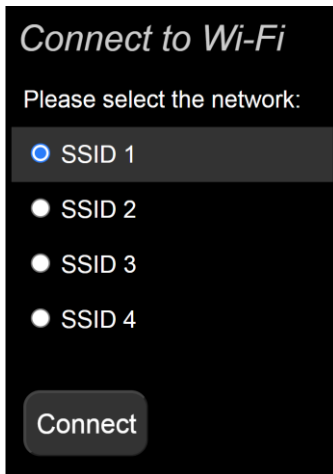 Connect to Wi-Fi
Please select the network:
SSID 1
SSID 2
SSID 3
SSID 4
Connect